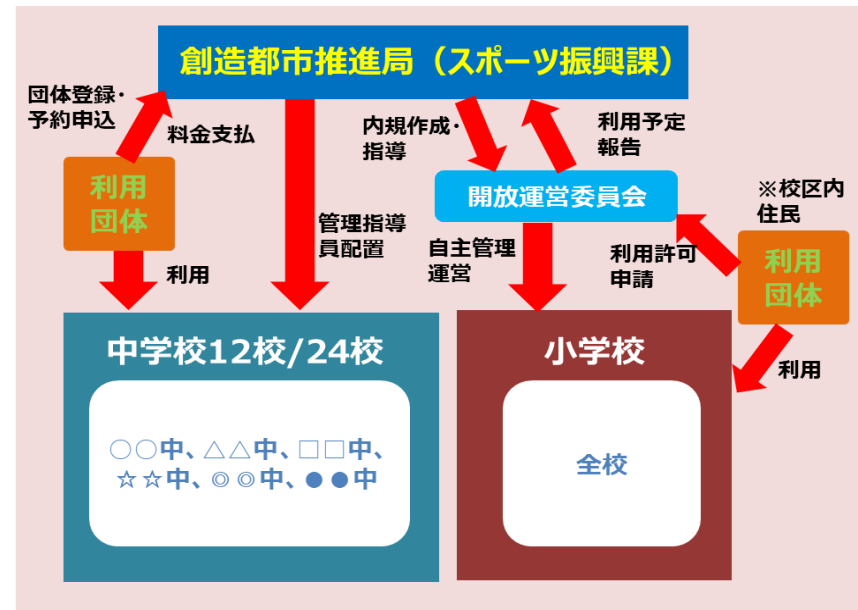 創造都市推進局（スポーツ振興課）
団体登録・
予約申込
料金支払
内規作成・
指導
利用予定
報告
利用
団体
開放運営委員会
※校区内
住民
管理指導
員配置
自主管理
運営
利用許可
申請
利用
団体
利用
利用
中学校12校/24校
○○中、△△中、□□中、
☆☆中、◎◎中、●●中
小学校
全校